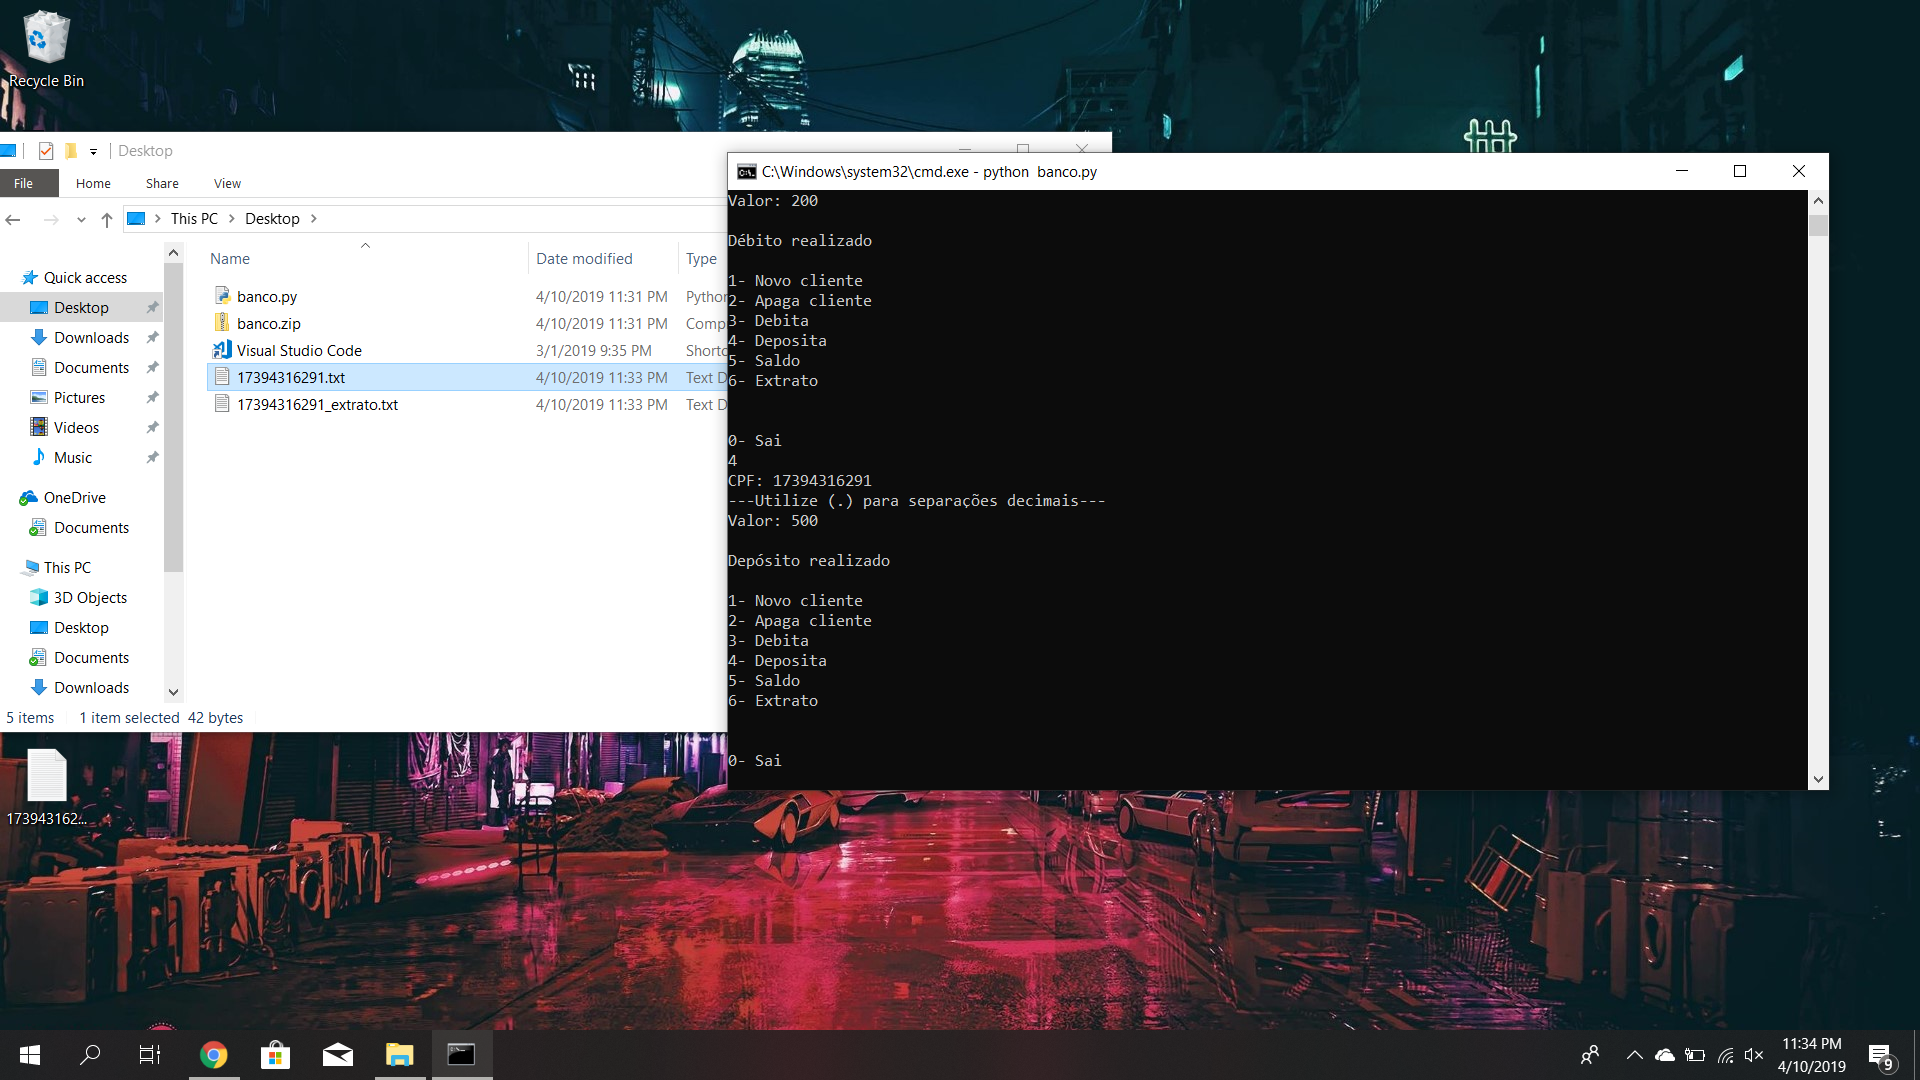 Recycle Bin
Desktop
File Home Share View
This PC Desktop
Name Date modified Type
Quick access
Desktop
Downloads
Documents
Pictures
Videos
Music
OneDrive
Documents
This PC
3D Objects
Desktop
Documents
Downloads
banco.py 4/10/2019 11:31 PM Python
banco.zip 4/10/2019 11:31 PM Comp
Visual Studio Code 3/1/2019 9:35 PM Shortc
17394316291.txt 4/10/2019 11:33 PM Text D
17394316291_extrato.txt 4/10/2019 11:33 PM Text D
5 items 1 item selected 42 bytes
173943162...
C:\Windows\system32\cmd.exe - python banco.py
Valor: 200
Débito realizado
1- Novo cliente
2- Apaga cliente
3- Debita
4- Deposita
5- Saldo
6- Extrato
0- Sai
4
CPF: 17394316291
---Utilize (.) para separações decimais---
Valor: 500
Depósito realizado
1- Novo cliente
2- Apaga cliente
3- Debita
4- Deposita
5- Saldo
6- Extrato
0- Sai
11:34 PM
4/10/2019
9